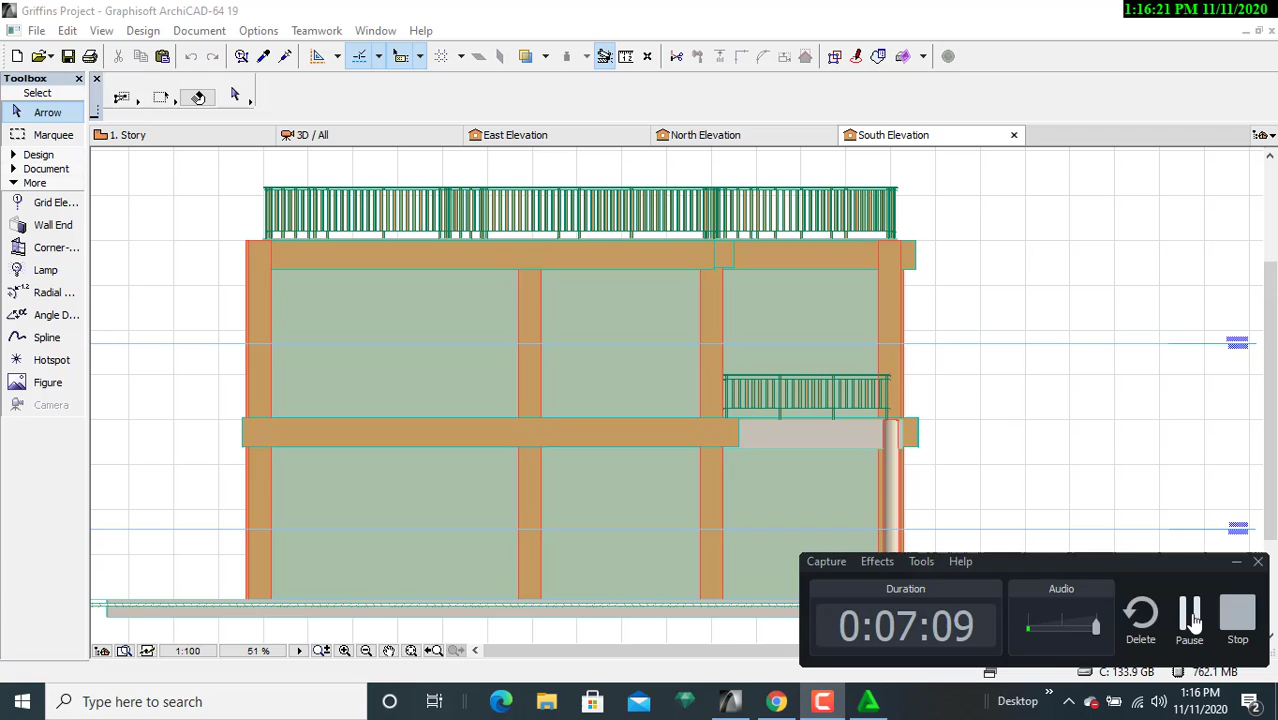 Griffins Project - Graphisoft ArchiCAD-64 19
1:16:21 PM 11/11/2020
File Edit View Design Document Options Teamwork Window Help
Toolbox
Select
Arrow
Marquee
Design
Document
More
Grid Ele...
Wall End
Corner-...
Lamp
Radial ...
Angle D...
Spline
Hotspot
Figure
Camera
1. Story
3D / All
East Elevation
North Elevation
South Elevation
Capture Effects Tools Help
Duration
0:07:09
Audio
Delete
Pause
Stop
1:100
51 %
C: 133.9 GB
762.1 MB
Type here to search
Desktop
1:16 PM
11/11/2020
2